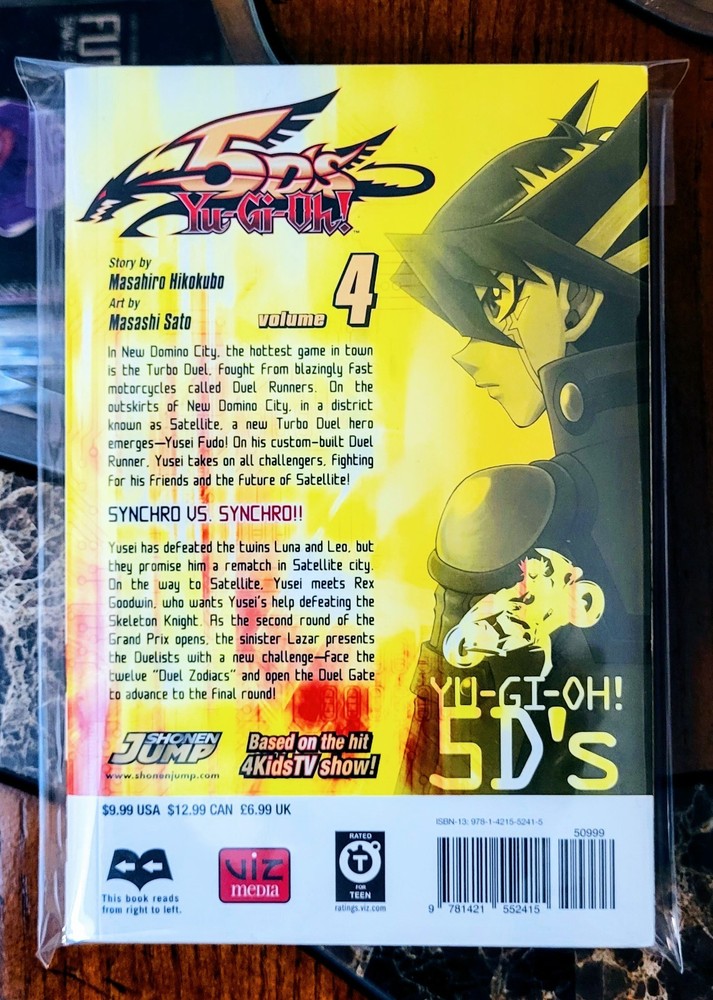 FU
5D's
Yu-Gi-Oh!™
Story by
Masahiro Hikokubo
Art by
Masashi Sato
volume 4
In New Domino City, the hottest game in town
is the Turbo Duel, fought from blazingly fast
motorcycles called Duel Runners. On the
outskirts of New Domino City, in a district
known as Satellite, a new Turbo Duel hero
emerges—Yusei Fudo! On his custom-built Duel
Runner, Yusei takes on all challengers, fighting
for his friends and the future of Satellite!
SYNCHRO VS. SYNCHRO!!
Yusei has defeated the twins Luna and Leo, but
they promise him a rematch in Satellite city.
On the way to Satellite, Yusei meets Rex
Goodwin, who wants Yusei's help defeating the
Skeleton Knight. As the second round of the
Grand Prix opens, the sinister Lazar presents
the Duelists with a new challenge—face the
twelve "Duel Zodiacs" and open the Duel Gate
to advance to the final round!
SHONEN
JUMP
www.shonenjump.com
Based on the hit
4KidsTV show!
YU-GI-OH!
5D's
$9.99 USA $12.99 CAN £6.99 UK
This book reads
from right to left.
VIZ
media
RATED
T
FOR
TEEN
ratings.viz.com
ISBN-13: 978-1-4215-5241-5
50999
9 781421 552415